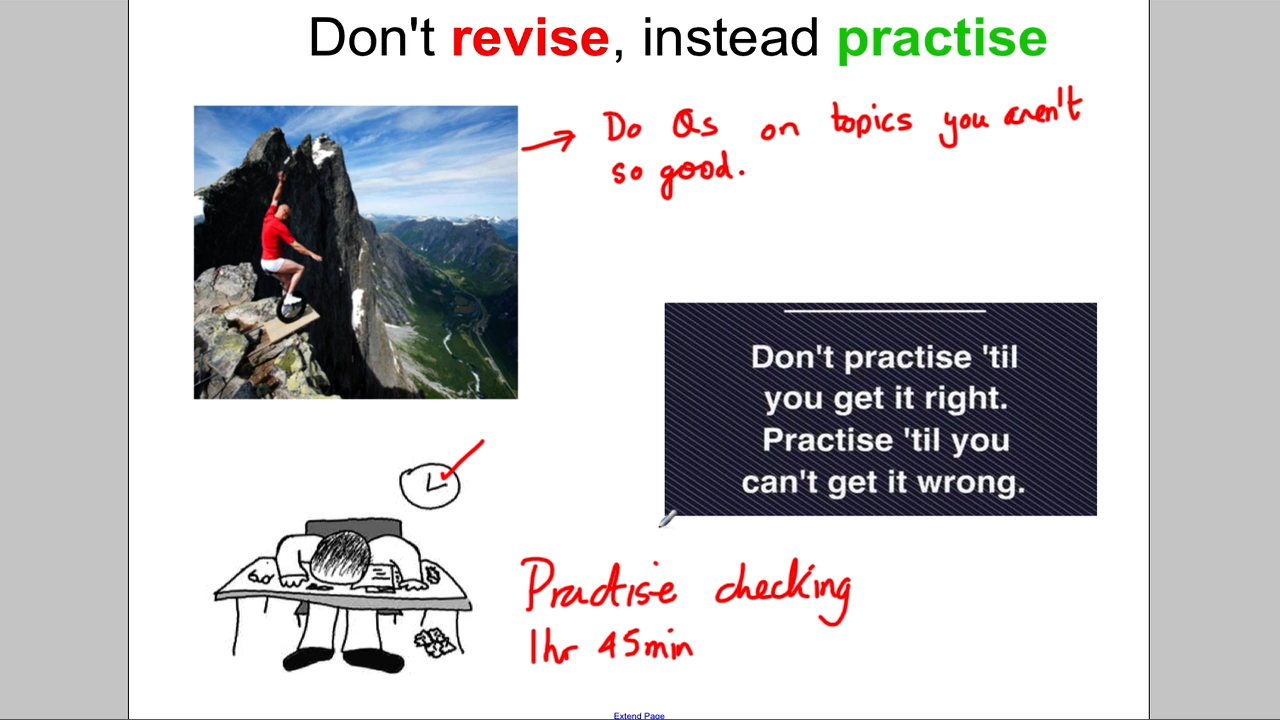 Don't revise, instead practise
Do Qs on topics you aren't
so good.
Don't practise 'til
you get it right.
Practise 'til you
can't get it wrong.
Practise checking
1hr 45min
Extend Page